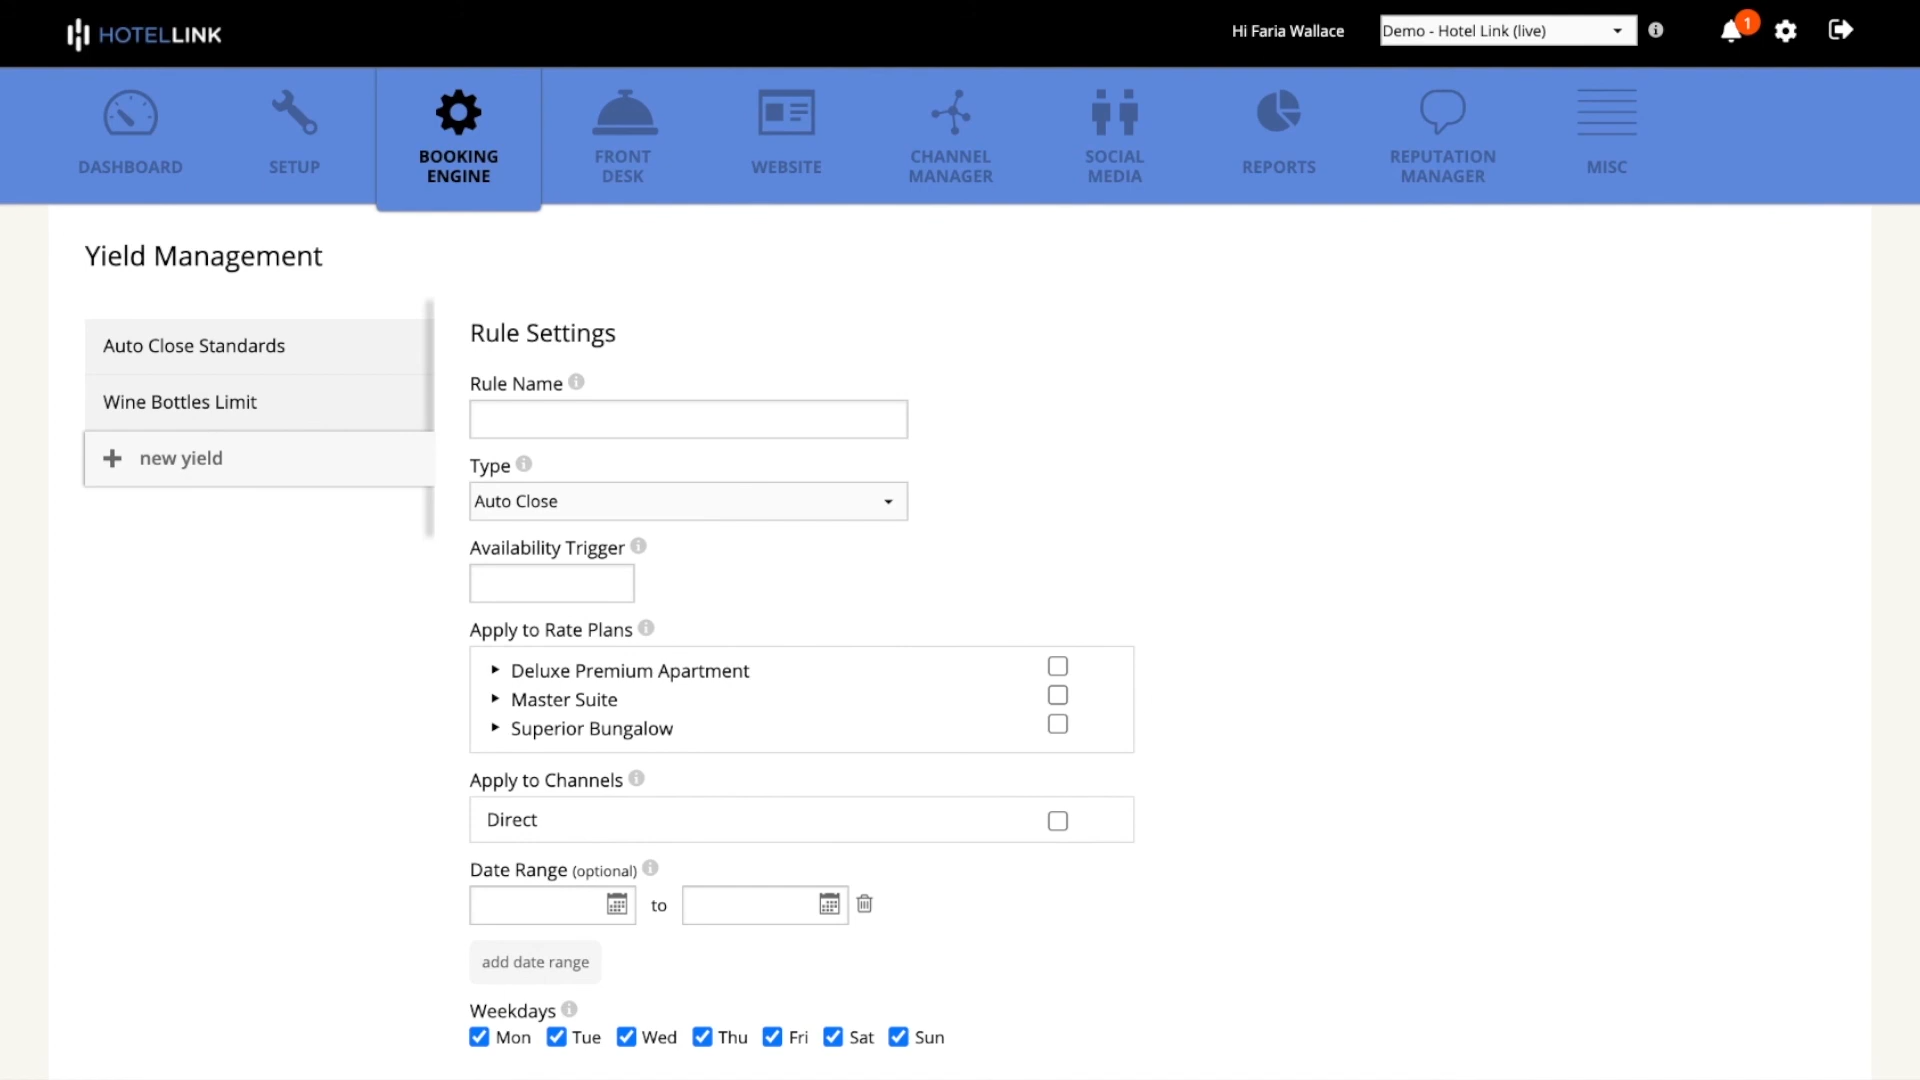 HOTELLINK
Hi Faria Wallace
Demo - Hotel Link (live)
1
DASHBOARD
SETUP
BOOKING
ENGINE
FRONT
DESK
WEBSITE
CHANNEL
MANAGER
SOCIAL
MEDIA
REPORTS
REPUTATION
MANAGER
MISC
Yield Management
Auto Close Standards
Wine Bottles Limit
+ new yield
Rule Settings
Rule Name
Type
Auto Close
Availability Trigger
Apply to Rate Plans
Deluxe Premium Apartment
Master Suite
Superior Bungalow
Apply to Channels
Direct
Date Range (optional)
to
add date range
Weekdays
Mon Tue Wed Thu Fri Sat Sun